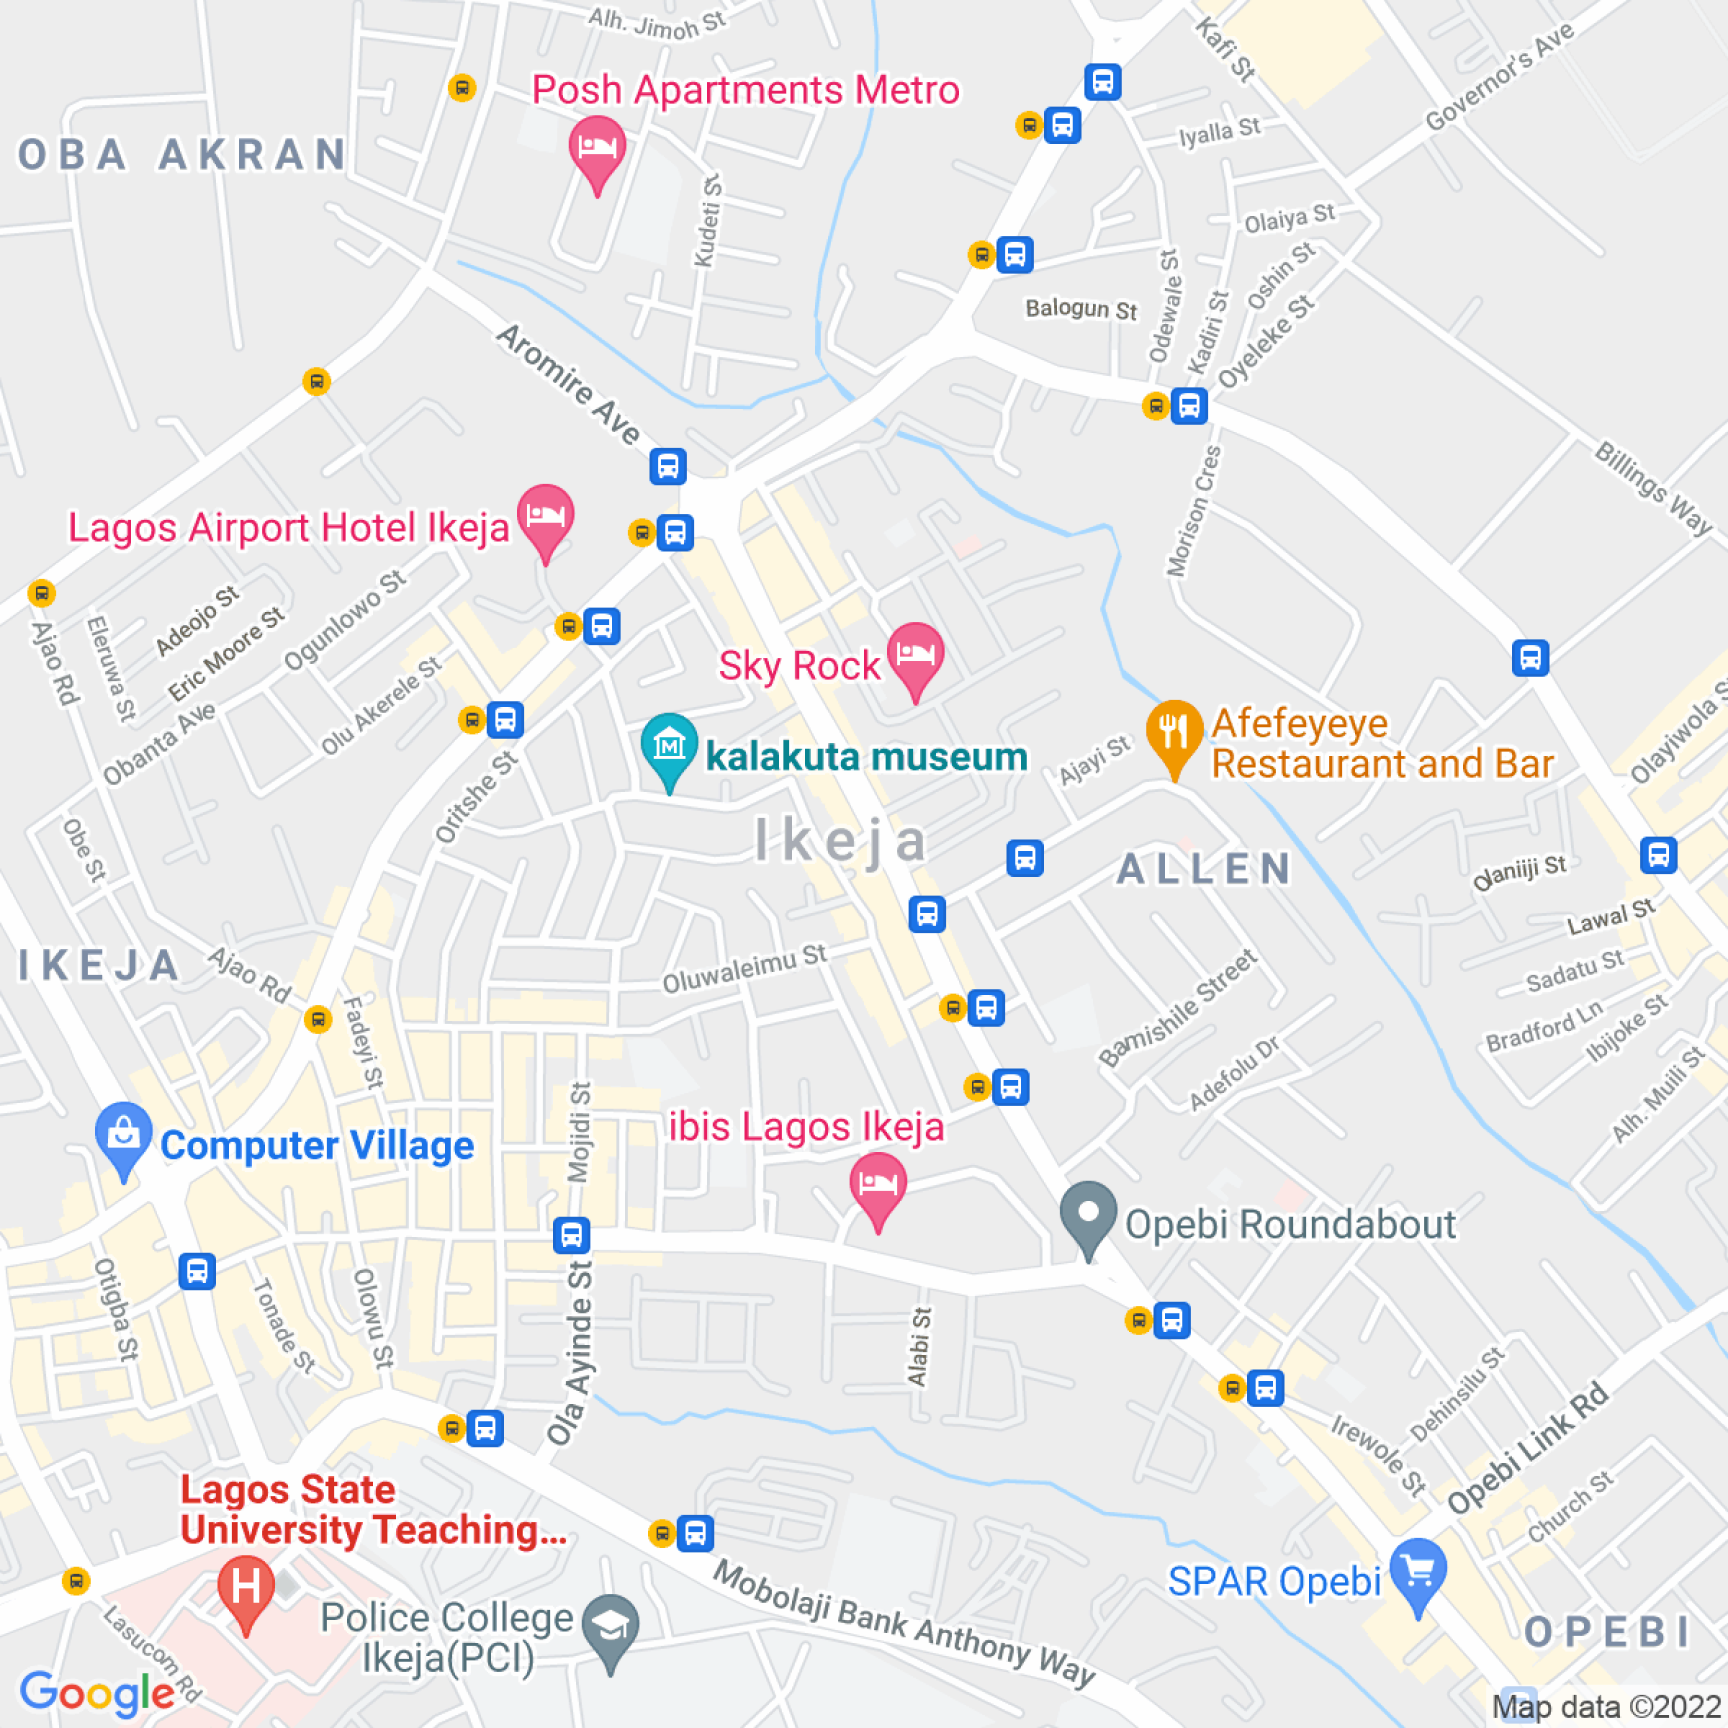 Alh. Jimoh St
Kafi St
Governor's Ave
Posh Apartments Metro
Iyalla St
OBA AKRAN
Kudeti St
Olaiya St
Oshin St
Odewale St
Balogun St
Kadiri St
Oyeleke St
Aromire Ave
Billings Way
Morison Cres
Lagos Airport Hotel Ikeja
Adeojo St
Ogunlowo St
Eleruwa St
Eric Moore St
Ajao Rd
Sky Rock
Olu Akerele St
Obanta Ave
Olayiwola St
Afefeyeye
Restaurant and Bar
kalakuta museum
Ajayi St
Oritshe St
Obe St
Ikeja
ALLEN
Olaniiji St
Lawal St
IKEJA
Ajao Rd
Oluwaleimu St
Sadatu St
Bamishile Street
Bradford Ln
Ibijoke St
Fadeyi St
Adefolu Dr
Alh. Muili St
Mojidi St
ibis Lagos Ikeja
Computer Village
Opebi Roundabout
Otigba St
Tonade St
Olowu St
Ola Ayinde St
Alabi St
Dehinsilu St
Irewole St
Opebi Link Rd
Church St
Lagos State
University Teaching...
SPAR Opebi
Mobolaji Bank Anthony Way
Police College
Ikeja(PCI)
OPEBI
Lasucom Rd
Google
Map data ©2022